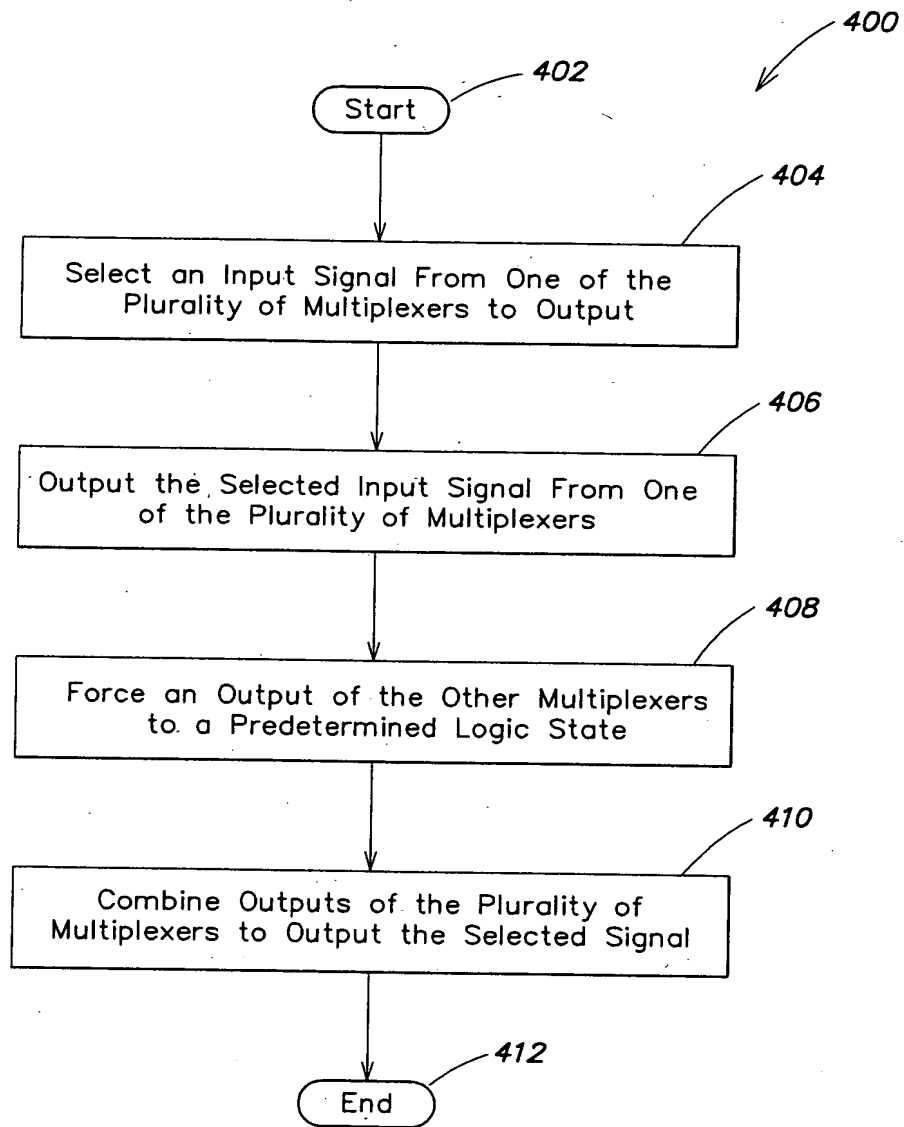 400
402
Start
404
Select an Input Signal From One of the
Plurality of Multiplexers to Output
406
Output the Selected Input Signal From One
of the Plurality of Multiplexers
408
Force an Output of the Other Multiplexers
to a Predetermined Logic State
410
Combine Outputs of the Plurality of
Multiplexers to Output the Selected Signal
412
End